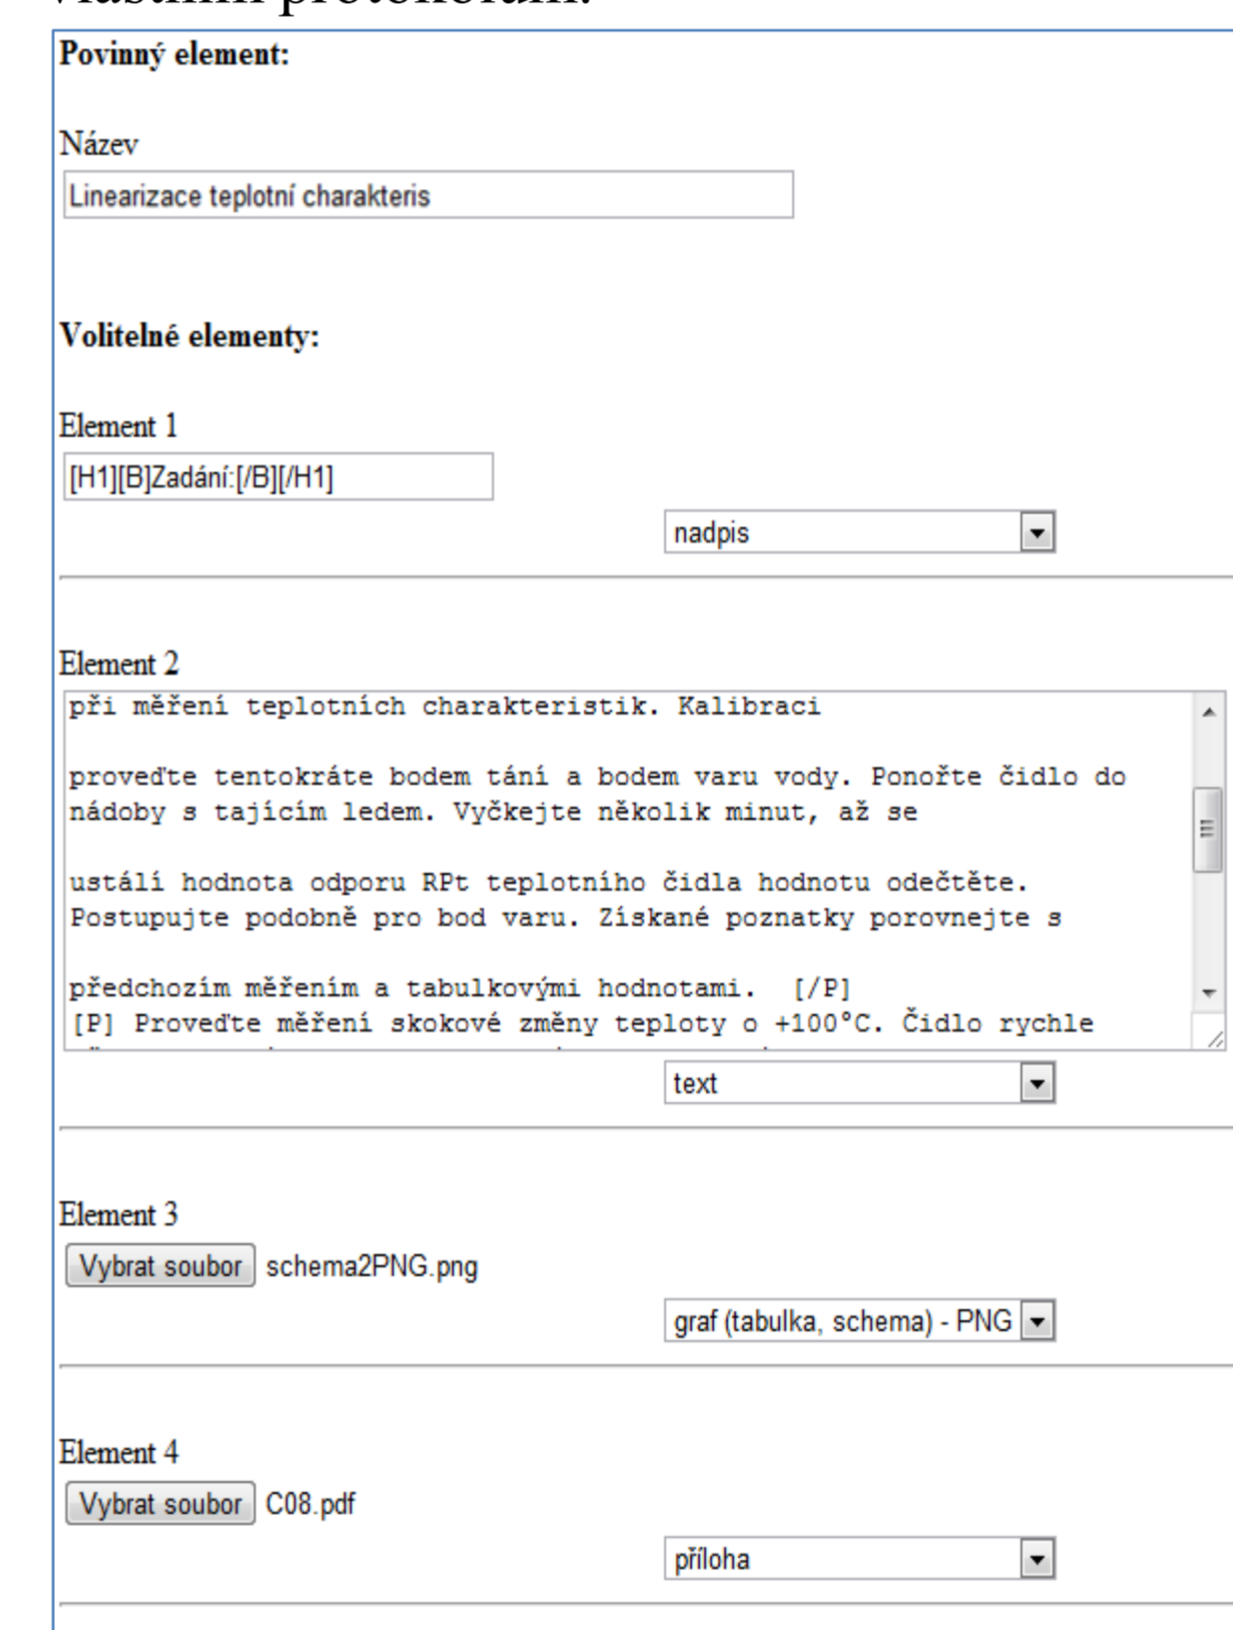 Povinný element:
Název
Linearizace teplotní charakteris
Volitelné elementy:
Element 1
[H1][B]Zadání:[/B][/H1]
nadpis
Element 2
při měření teplotních charakteristik. Kalibraci
proveďte tentokráte bodem tání a bodem varu vody. Ponořte čidlo do
nádoby s tajícím ledem. Vyčkejte několik minut, až se
ustálí hodnota odporu RPt teplotního čidla hodnotu odečtěte.
Postupujte podobně pro bod varu. Získané poznatky porovnejte s
předchozím měřením a tabulkovými hodnotami. [/P]
[P] Proveďte měření skokové změny teploty o +100°C. Čidlo rychle
text
Element 3
Vybrat soubor schema2PNG.png
graf (tabulka, schema) - PNG
Element 4
Vybrat soubor C08.pdf
příloha